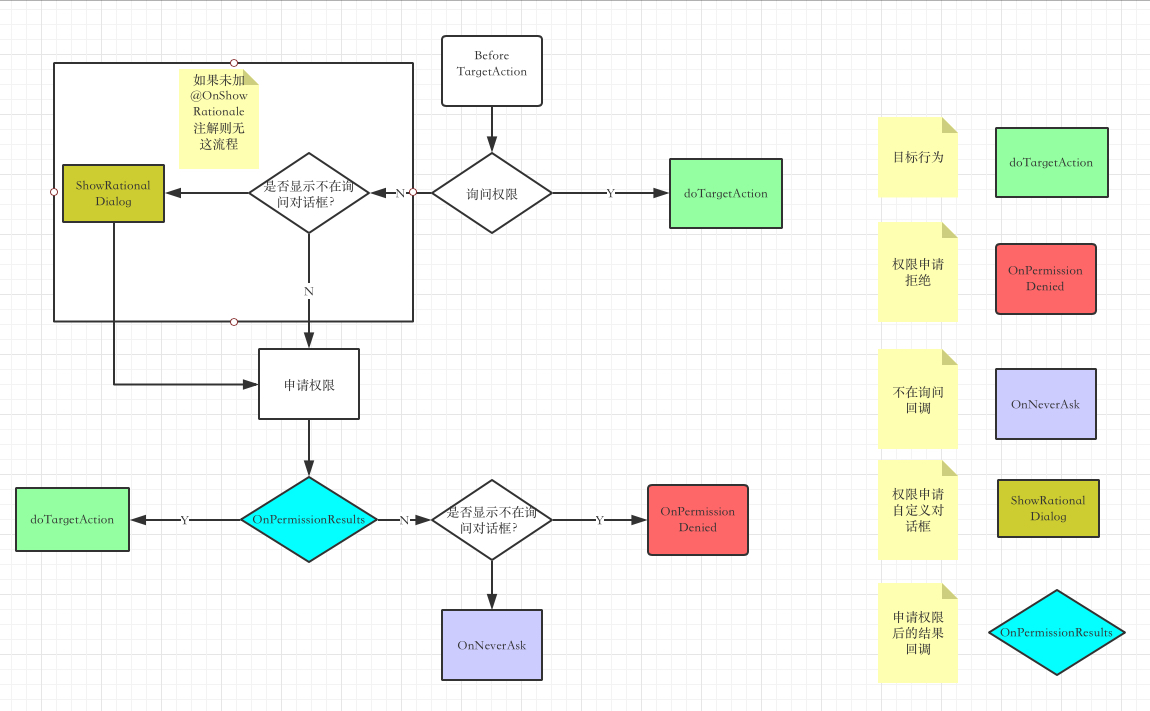 Before
TargetAction
如果未加
@OnShow
Rationale
注解则无
这流程
ShowRational
Dialog
是否显示不在询
问对话框?
N
询问权限
Y
doTargetAction
N
申请权限
doTargetAction
Y
OnPermissionResults
N
是否显示不在询
问对话框?
Y
OnPermission
Denied
OnNeverAsk
目标行为
doTargetAction
权限申请
拒绝
OnPermission
Denied
不在询问
回调
OnNeverAsk
权限申请
自定义对
话框
ShowRational
Dialog
申请权限
后的结果
回调
OnPermissionResults